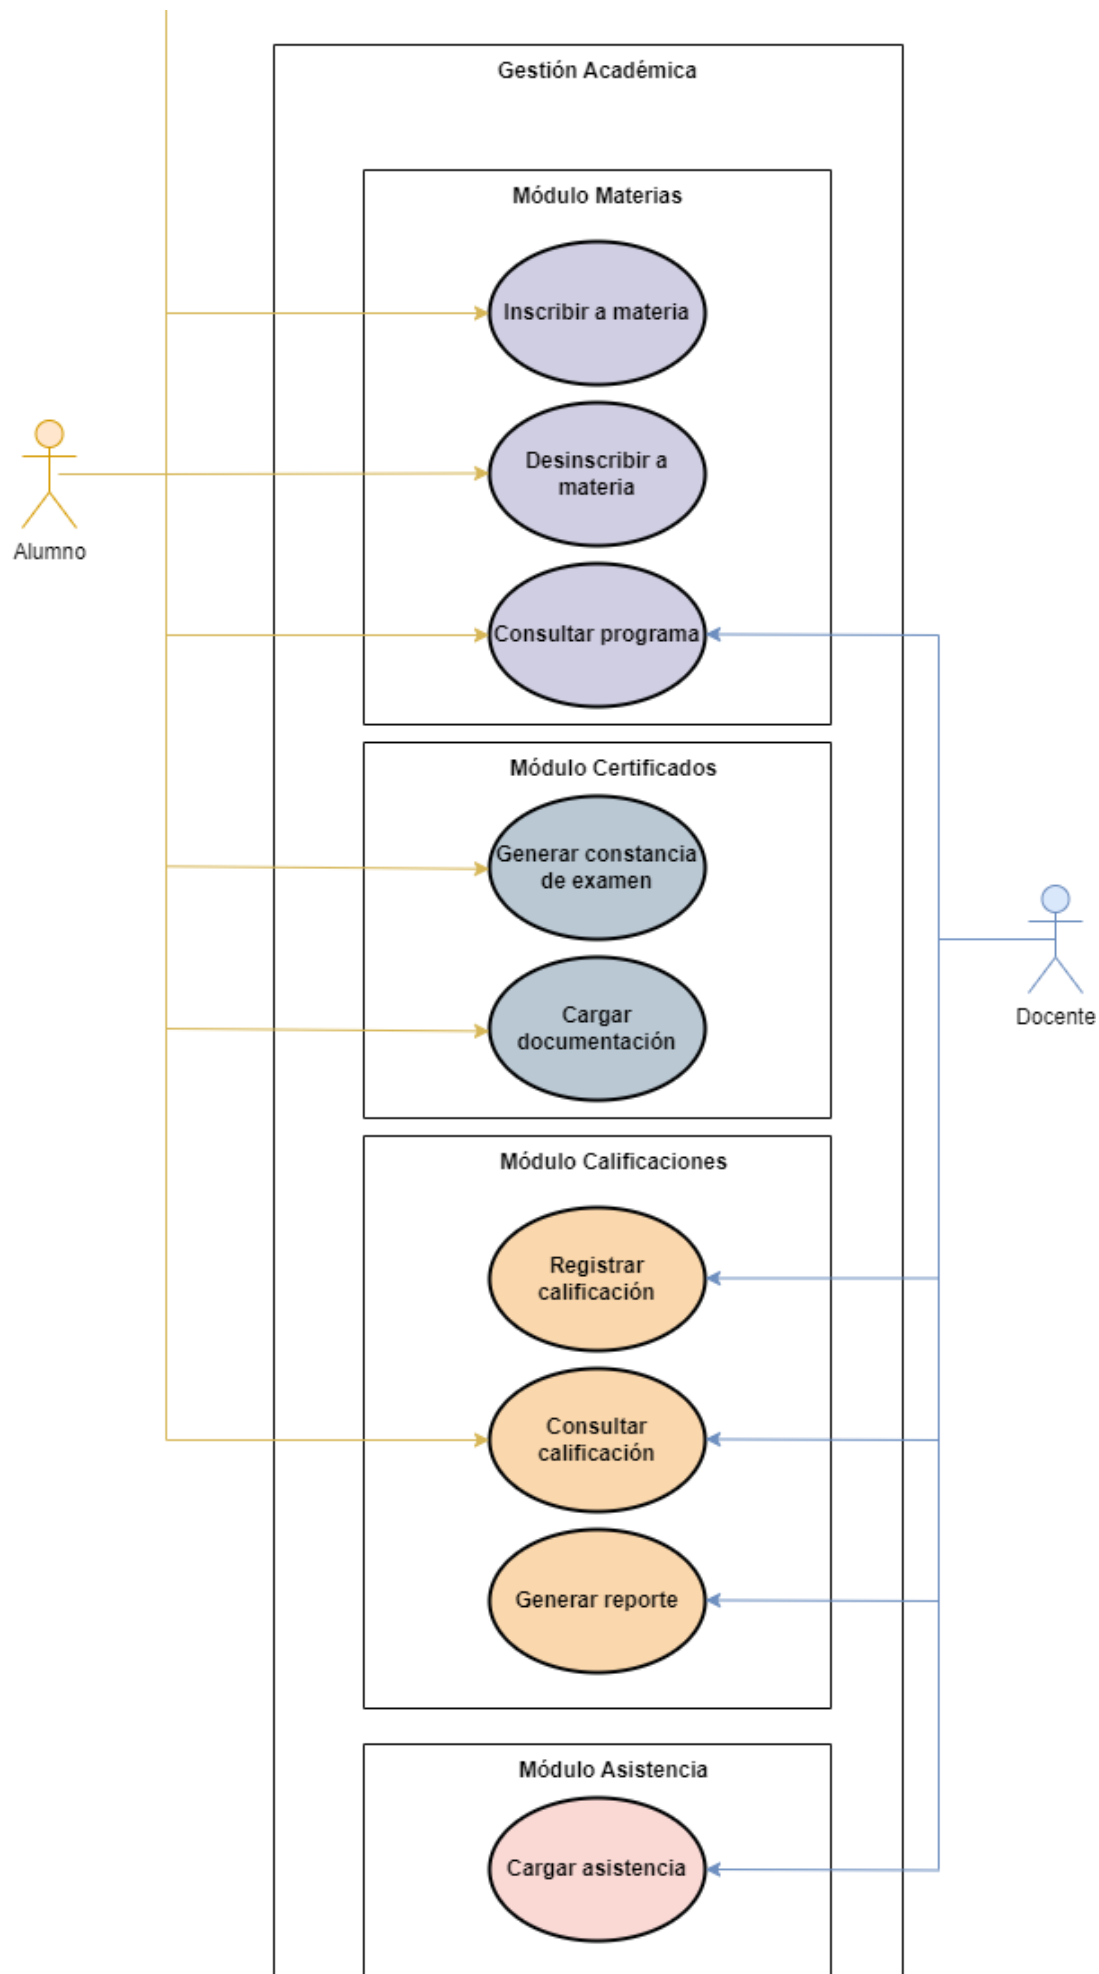 Gestión Académica
Módulo Materias
Inscribir a materia
Desinscribir a
materia
Alumno
Consultar programa
Módulo Certificados
Generar constancia
de examen
Docente
Cargar
documentación
Módulo Calificaciones
Registrar
calificación
Consultar
calificación
Generar reporte
Módulo Asistencia
Cargar asistencia